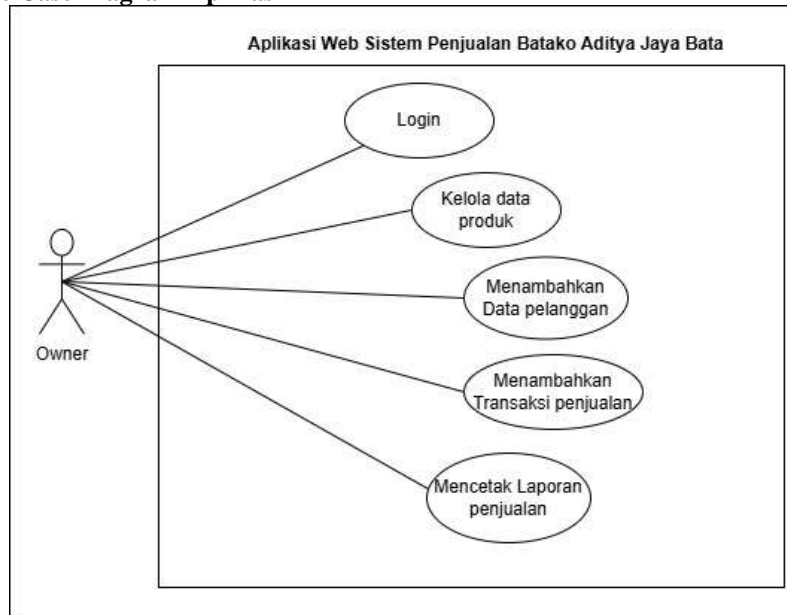 Aplikasi Web Sistem Penjualan Batako Aditya Jaya Bata
Login
Kelola data
produk
Menambahkan
Data pelanggan
Owner
Menambahkan
Transaksi penjualan
Mencetak Laporan
penjualan